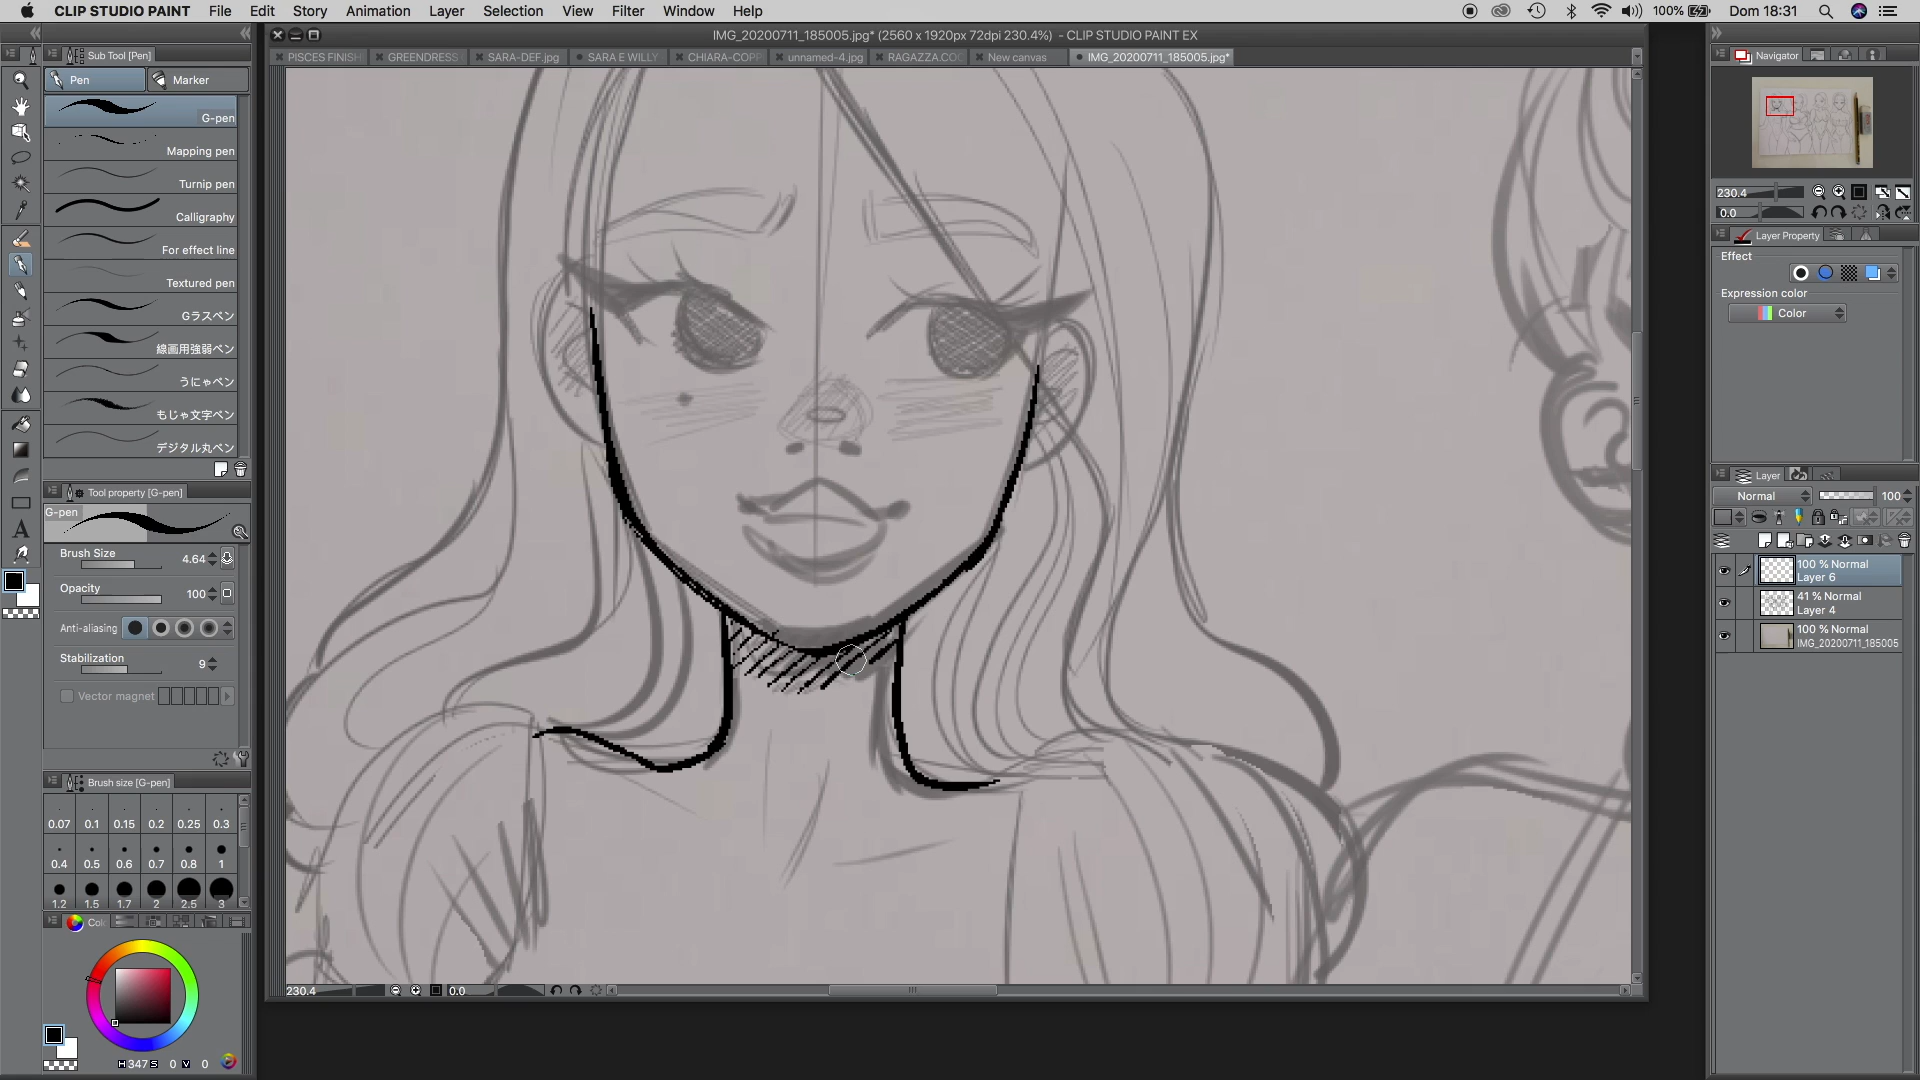 CLIP STUDIO PAINT File Edit Story Animation Layer Selection View Filter Window Help 100% Dom 18:31
IMG_20200711_185005.jpg* (2560 x 1920px 72dpi 230.4%) - CLIP STUDIO PAINT EX
PISCES FINISH GREENDRESS SARA-DEF.jpg SARA E WILLY CHIARA-COPP unnamed-4.jpg RAGAZZA.COC New canvas IMG_20200711_185005.jpg*
Sub Tool [Pen]
Pen Marker
G-pen
Mapping pen
Turnip pen
Calligraphy
For effect line
Textured pen
Gラスペン
線画用強弱ペン
うにゃペン
もじゃ文字ペン
デジタル丸ペン
Tool property [G-pen]
G-pen
Brush Size 4.64
Opacity 100
Anti-aliasing
Stabilization 9
Vector magnet
Brush size [G-pen]
0.07 0.1 0.15 0.2 0.25 0.3
0.4 0.5 0.6 0.7 0.8 1
1.2 1.5 1.7 2 2.5 3
Col
H 347 S 0 V 0
230.4 0.0
Navigator
230.4
0.0
Layer Property
Effect
Expression color
Color
Layer
Normal 100
100 % Normal
Layer 6
41 % Normal
Layer 4
100 % Normal
IMG_20200711_185005